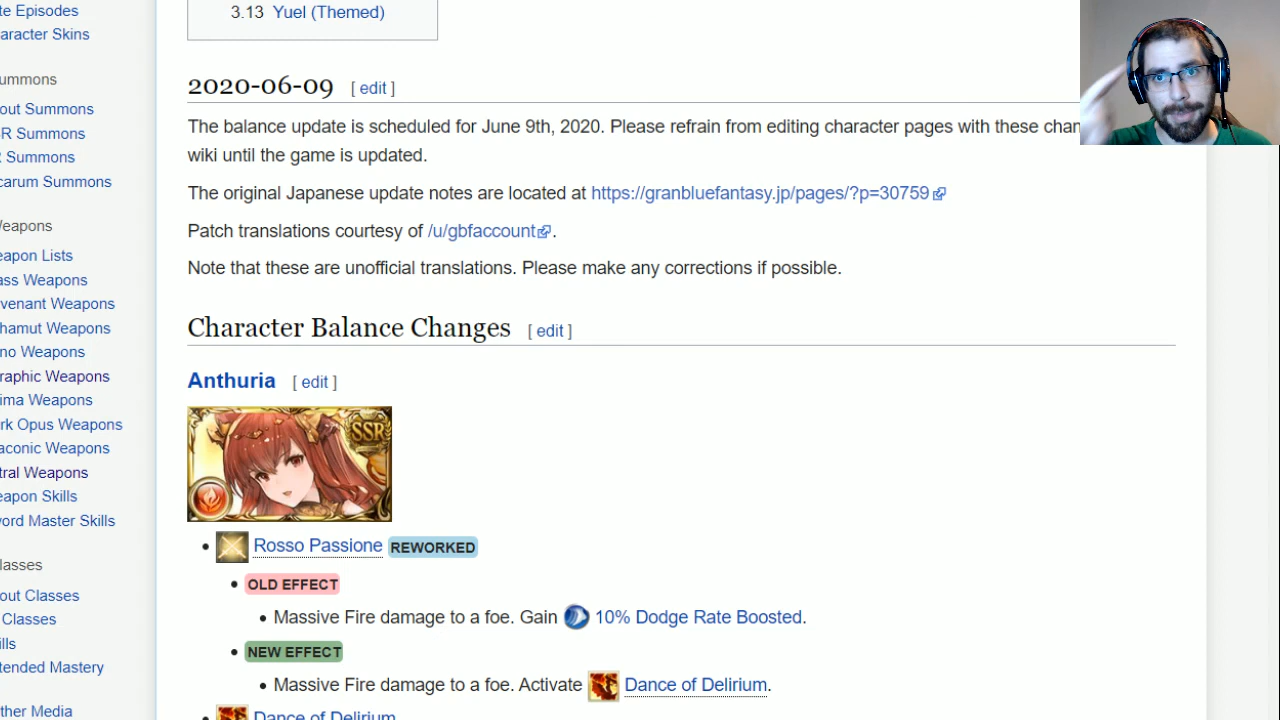 te Episodes
aracter Skins
ummons
out Summons
R Summons
Summons
carum Summons
Weapons
eapon Lists
ass Weapons
venant Weapons
hamut Weapons
no Weapons
raphic Weapons
ima Weapons
rk Opus Weapons
aconic Weapons
tral Weapons
eapon Skills
word Master Skills
lasses
out Classes
Classes
ills
tended Mastery
ther Media
3.13 Yuel (Themed)
2020-06-09 [ edit ]
The balance update is scheduled for June 9th, 2020. Please refrain from editing character pages with these chan
wiki until the game is updated.
The original Japanese update notes are located at https://granbluefantasy.jp/pages/?p=30759
Patch translations courtesy of /u/gbfaccount.
Note that these are unofficial translations. Please make any corrections if possible.
Character Balance Changes [ edit ]
Anthuria [ edit ]
SSR
Rosso Passione REWORKED
OLD EFFECT
Massive Fire damage to a foe. Gain 10% Dodge Rate Boosted.
NEW EFFECT
Massive Fire damage to a foe. Activate Dance of Delirium.
Dance of Delirium